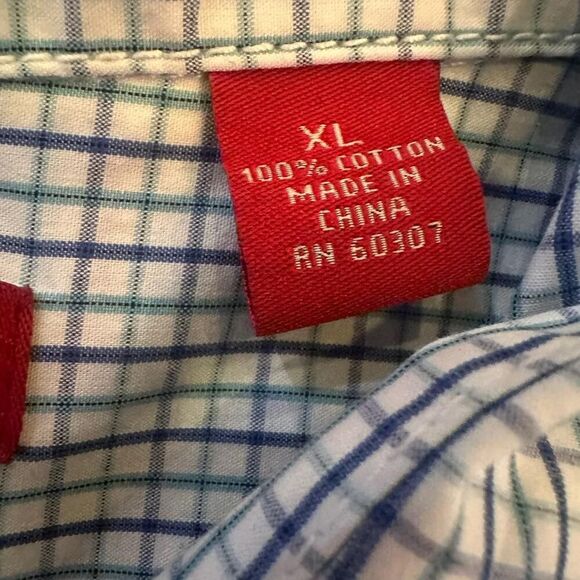 XL
100% COTTON
MADE IN
CHINA
RN 60307